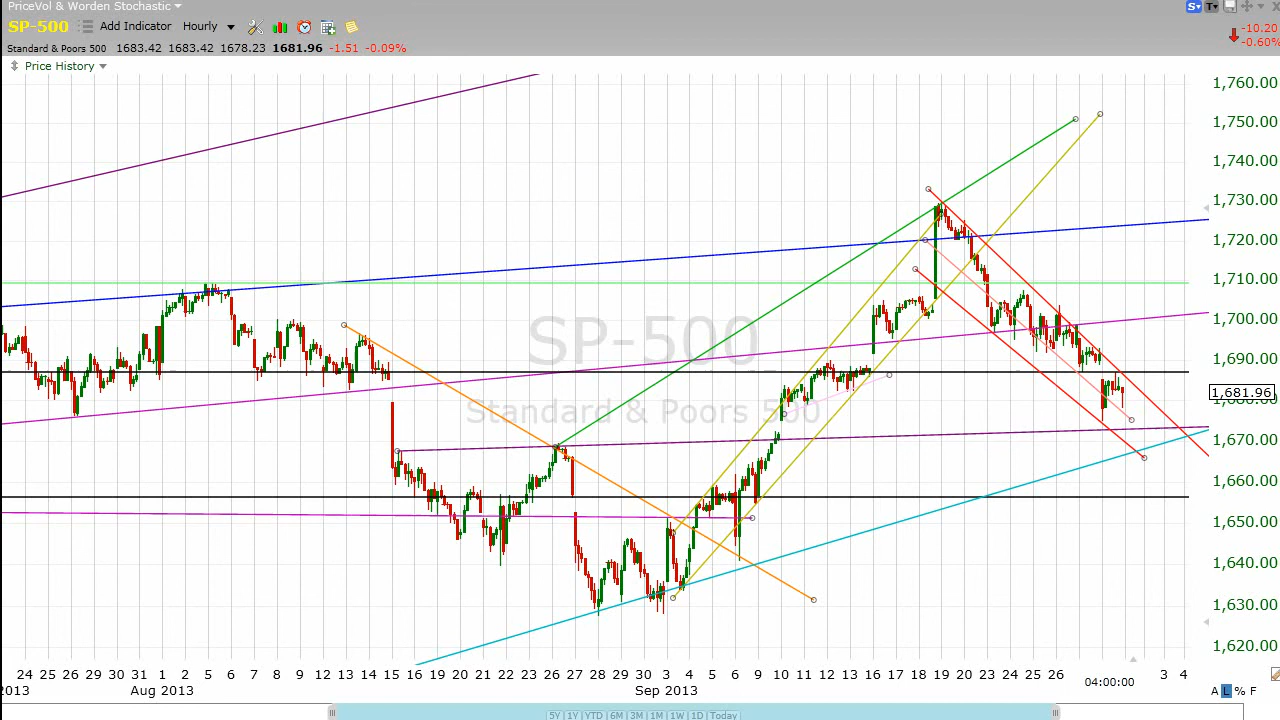 PriceVol & Worden Stochastic
SP-500 Add Indicator Hourly
Standard & Poors 500 1683.42 1683.42 1678.23 1681.96 -1.51 -0.09%
-10.20
-0.60%
S T
Price History
1,760.00
1,750.00
1,740.00
1,730.00
1,720.00
1,710.00
1,700.00
1,690.00
1,681.96
1,670.00
1,660.00
1,650.00
1,640.00
1,630.00
1,620.00
SP-500
Standard & Poors 500
24 25 26 29 30 31 1 2 5 6 7 8 9 12 13 14 15 16 19 20 21 22 23 26 27 28 29 30 3 4 5 6 9 10 11 12 13 16 17 18 19 20 23 24 25 26 3 4
2013 Aug 2013 Sep 2013 04:00:00 A L % F
5Y 1Y YTD 6M 3M 1M 1W 1D Today